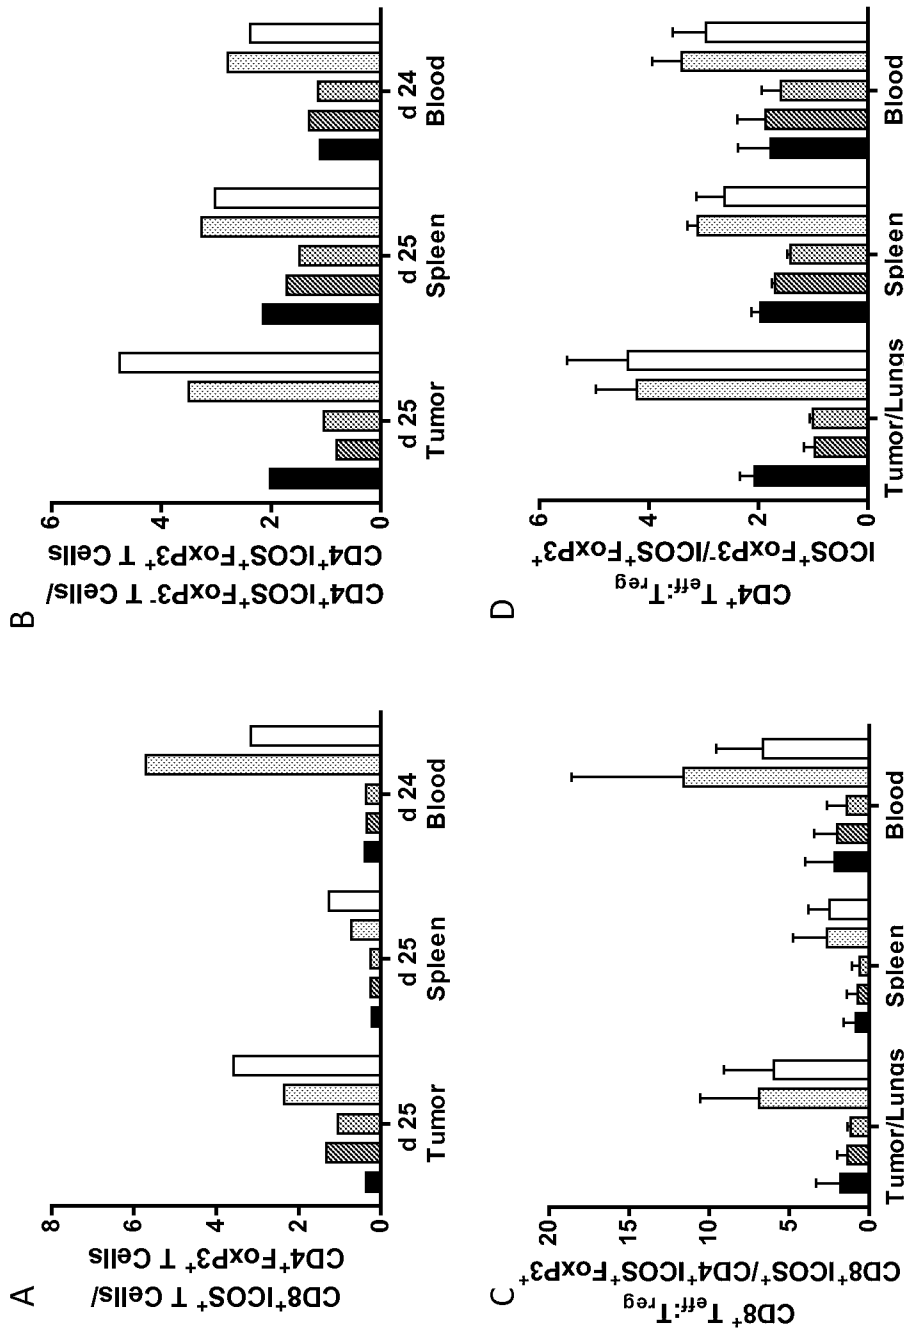 A
CD8⁺ICOS⁺ T Cells/
CD4⁺FoxP3⁺ T Cells
8
6
4
2
0
d 25
Tumor
d 25
Spleen
d 24
Blood
B
CD4⁺ICOS⁺FoxP3⁻ T Cells/
CD4⁺ICOS⁺FoxP3⁺ T Cells
6
4
2
0
d 25
Tumor
d 25
Spleen
d 24
Blood
C
CD8⁺ Teff:Treg
CD8⁺ICOS⁺/CD4⁺ICOS⁺FoxP3⁺
20
15
10
5
0
Tumor/Lungs
Spleen
Blood
D
CD4⁺ Teff:Treg
ICOS⁺FoxP3⁻/ICOS⁺FoxP3⁺
6
4
2
0
Tumor/Lungs
Spleen
Blood